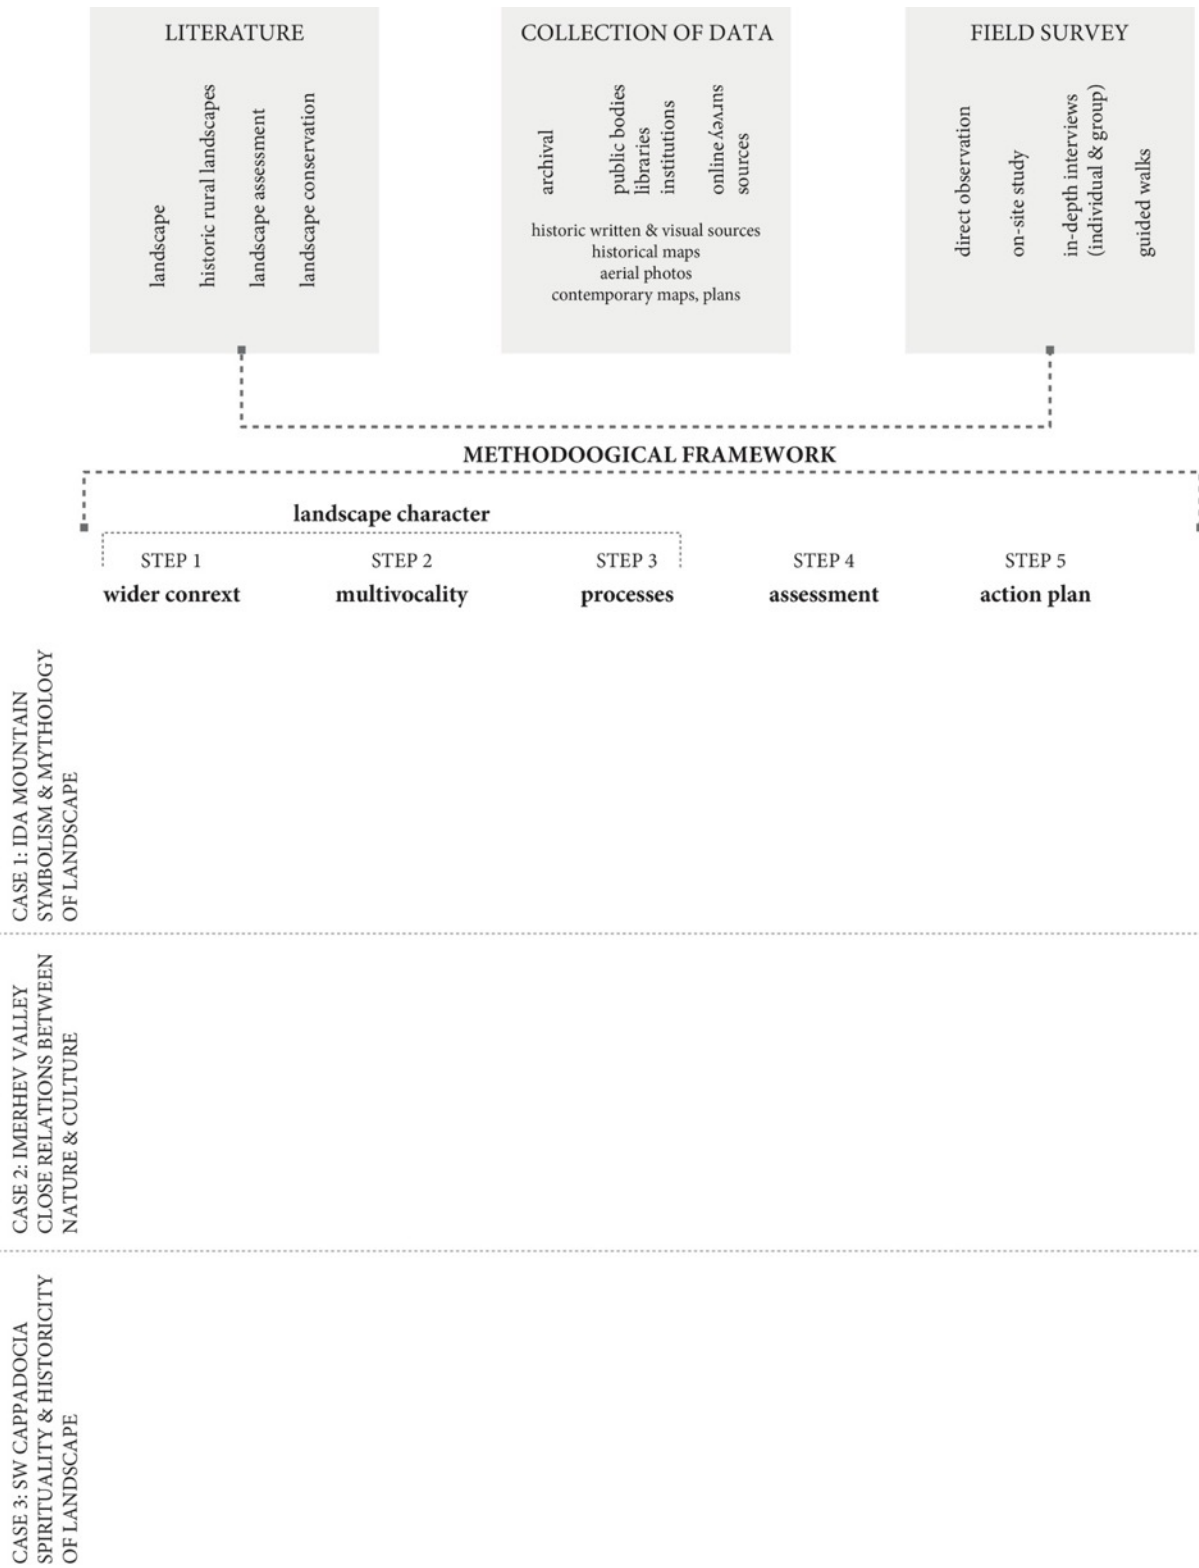 LITERATURE
landscape
historic rural landscapes
landscape assessment
landscape conservation
COLLECTION OF DATA
archival
public bodies
libraries
institutions
online survey
sources
historic written & visual sources
historical maps
aerial photos
contemporary maps, plans
FIELD SURVEY
direct observation
on-site study
in-depth interviews
(individual & group)
guided walks
METHODOOGICAL FRAMEWORK
landscape character
STEP 1
wider conrext
STEP 2
multivocality
STEP 3
processes
STEP 4
assessment
STEP 5
action plan
CASE 1: IDA MOUNTAIN
SYMBOLISM & MYTHOLOGY
OF LANDSCAPE
CASE 2: IMERHEV VALLEY
CLOSE RELATIONS BETWEEN
NATURE & CULTURE
CASE 3: SW CAPPADOCIA
SPIRITUALITY & HISTORICITY
OF LANDSCAPE